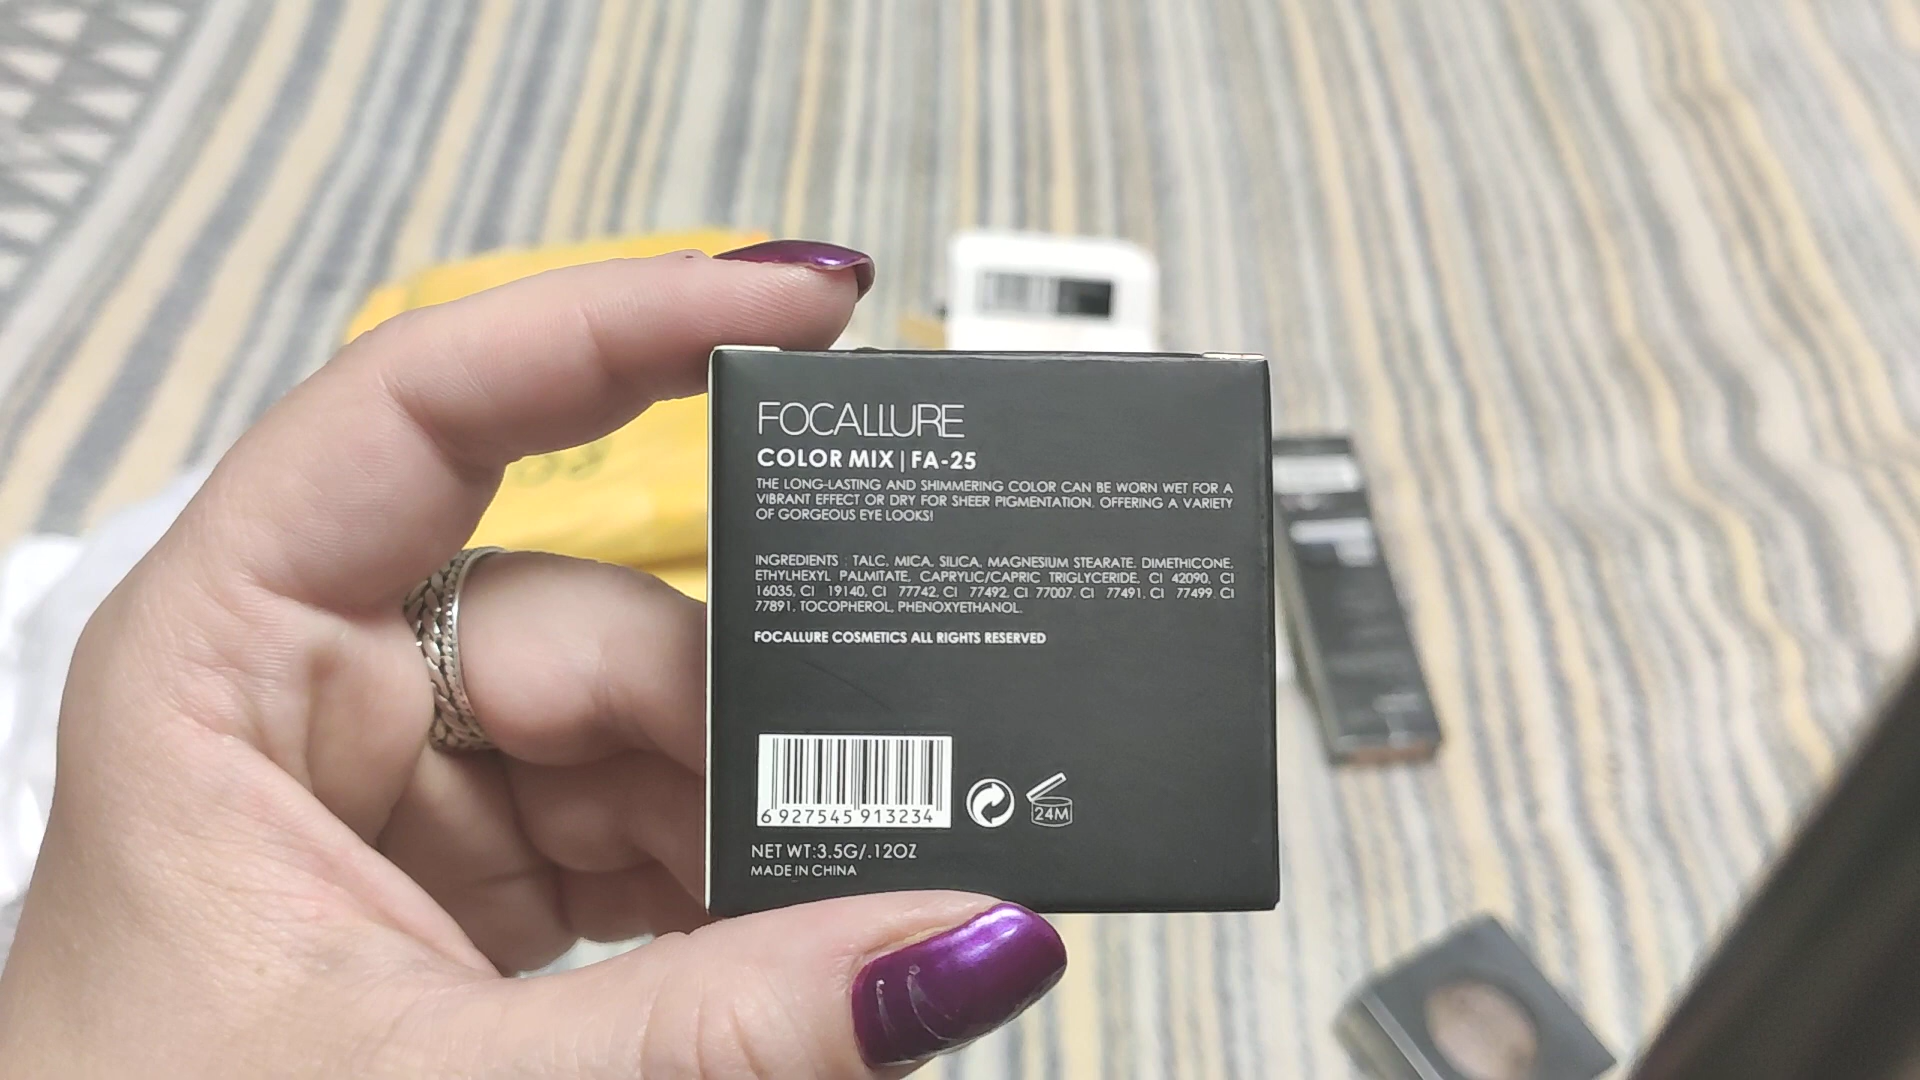 FOCALLURE
COLOR MIX | FA-25
THE LONG-LASTING AND SHIMMERING COLOR CAN BE WORN WET FOR A
VIBRANT EFFECT OR DRY FOR SHEER PIGMENTATION. OFFERING A VARIETY
OF GORGEOUS EYE LOOKS!
INGREDIENTS : TALC, MICA, SILICA, MAGNESIUM STEARATE, DIMETHICONE,
ETHYLHEXYL PALMITATE, CAPRYLIC/CAPRIC TRIGLYCERIDE, CI 42090, CI
16035, CI 19140, CI 77742, CI 77492, CI 77007, CI 77491, CI 77499, CI
77891, TOCOPHEROL, PHENOXYETHANOL.
FOCALLURE COSMETICS ALL RIGHTS RESERVED
6 927545 913234
24M
NET WT:3.5G/.12OZ
MADE IN CHINA